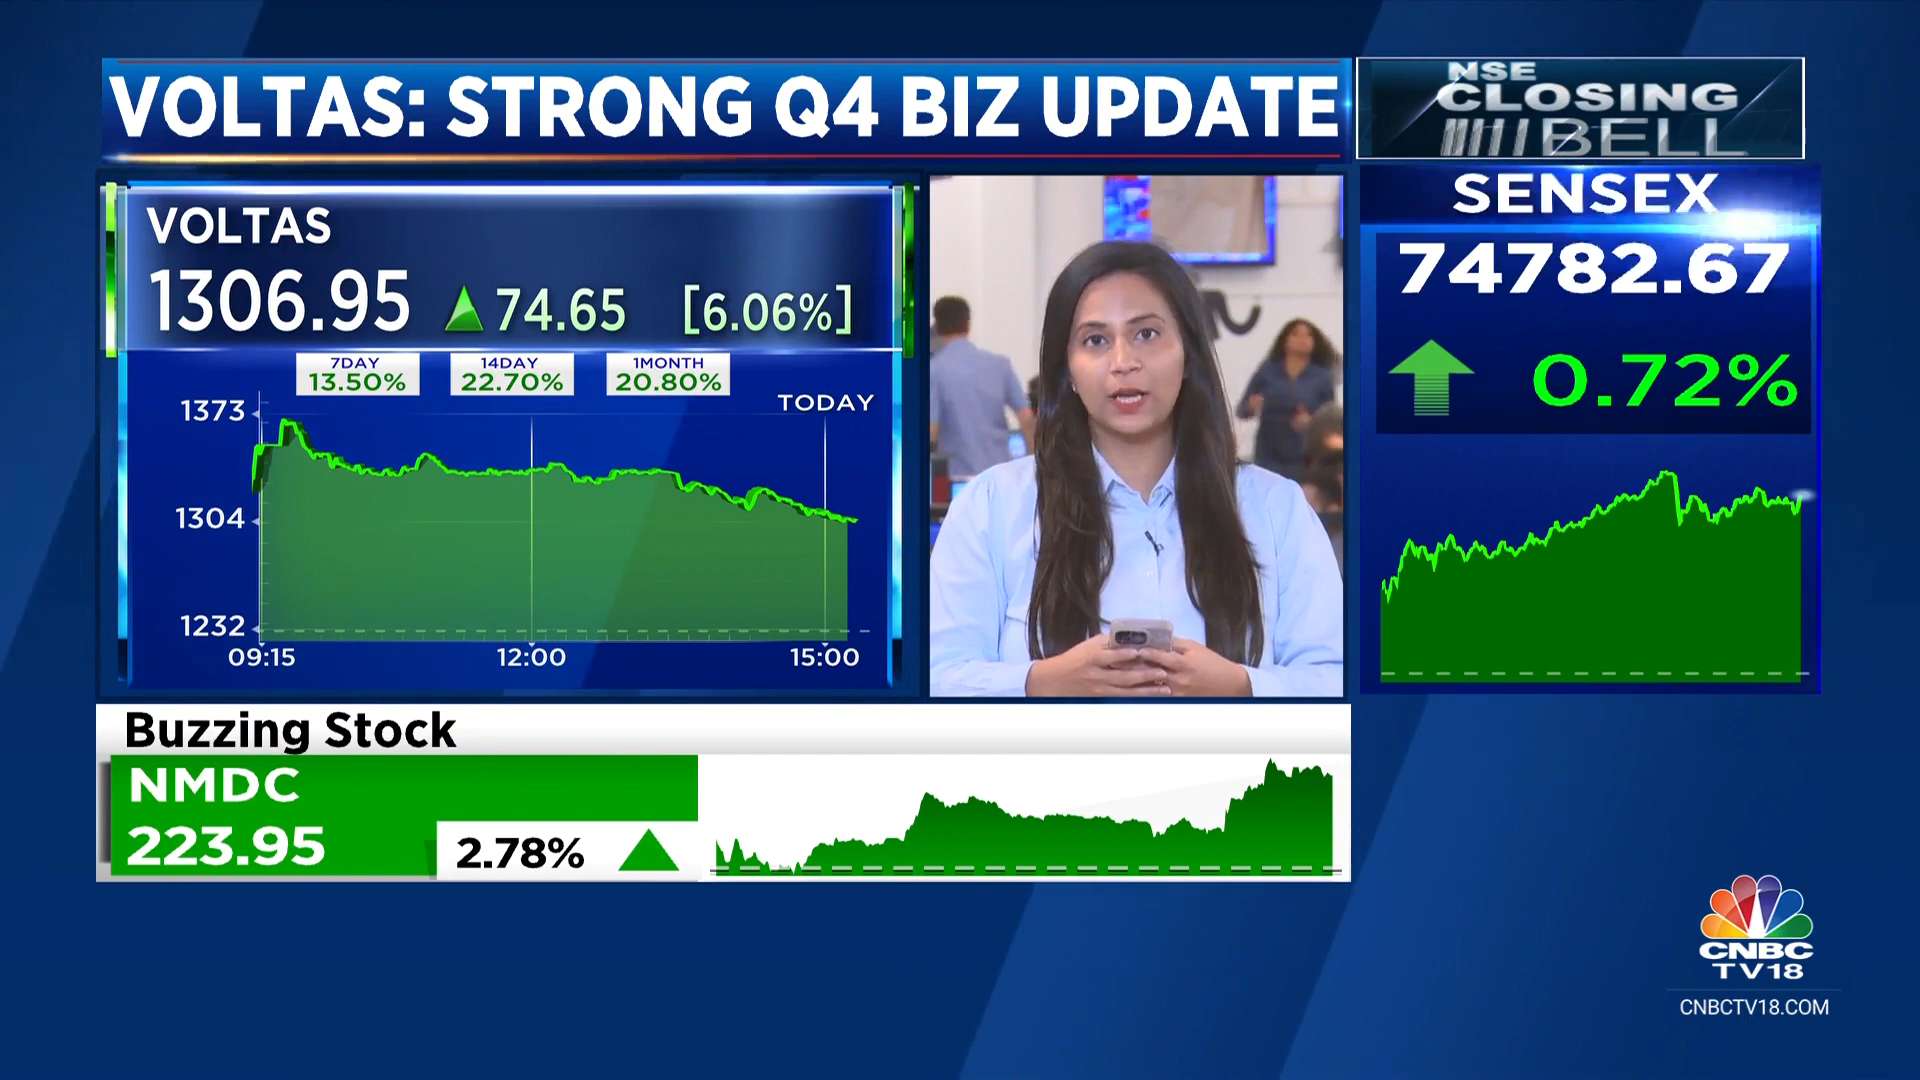 VOLTAS: STRONG Q4 BIZ UPDATE
NSE
CLOSING
BELL
VOLTAS
1306.95 74.65 [6.06%]
7DAY
13.50%
14DAY
22.70%
1MONTH
20.80%
TODAY
1373
1304
1232
09:15 12:00 15:00
SENSEX
74782.67
0.72%
Buzzing Stock
NMDC
223.95
2.78%
CNBC
TV18
CNBCTV18.COM